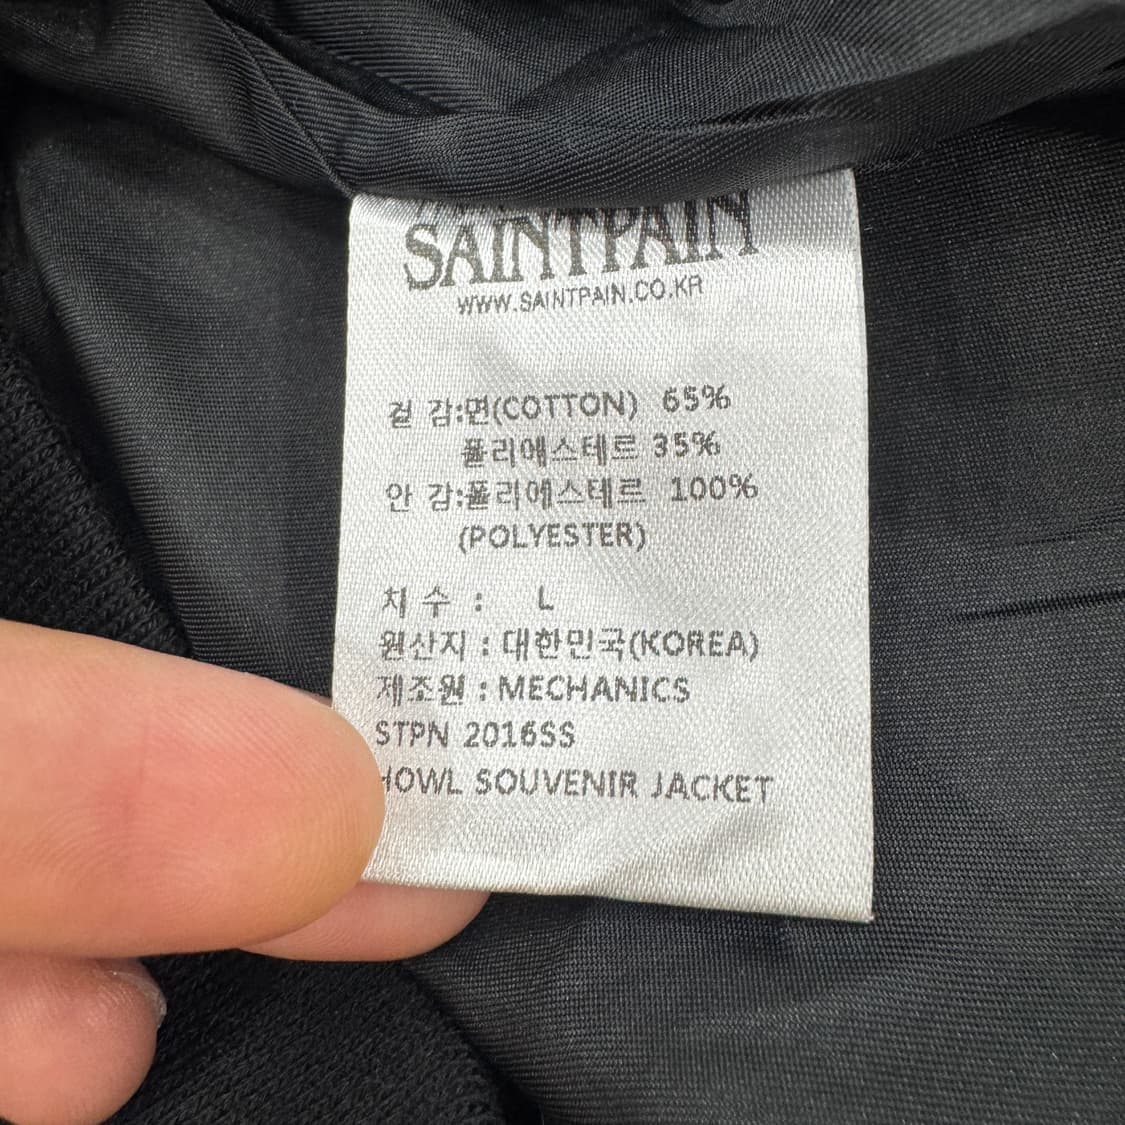 SAINTPAIN
WWW.SAINTPAIN.CO.KR
겉 감:면(COTTON) 65%
폴리에스테르 35%
안 감:폴리에스테르 100%
(POLYESTER)
치 수 : L
원산지 : 대한민국(KOREA)
제조원 : MECHANICS
STPN 2016SS
HOWL SOUVENIR JACKET